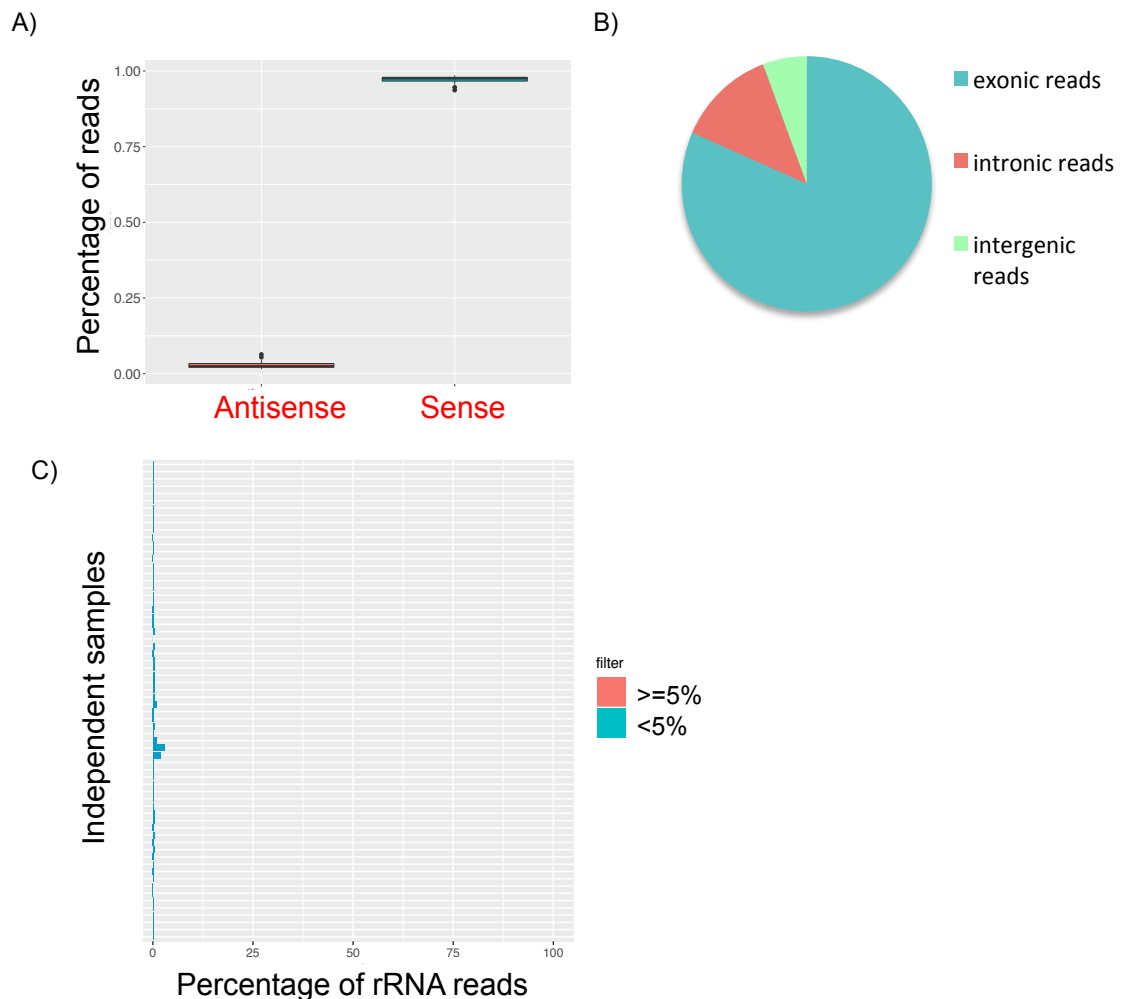 A)
Percentage of reads
1.00
0.75
0.50
0.25
0.00
Antisense
Sense
B)
exonic reads
intronic reads
intergenic
reads
C)
Independent samples
0
25
50
75
100
Percentage of rRNA reads
filter
>=5%
<5%